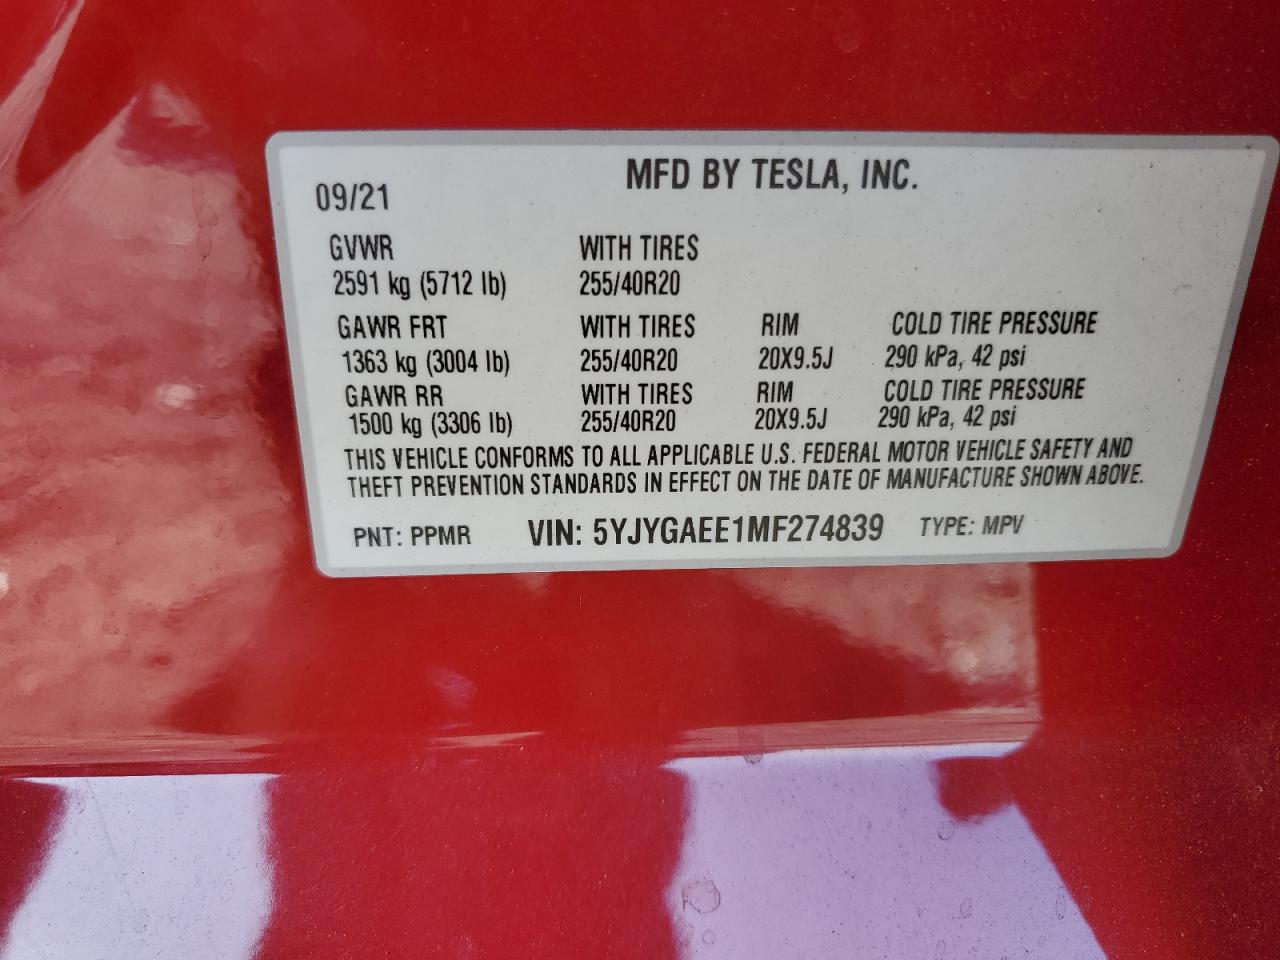 MFD BY TESLA, INC.
09/21
GVWR WITH TIRES
2591 kg (5712 lb) 255/40R20
GAWR FRT WITH TIRES RIM COLD TIRE PRESSURE
1363 kg (3004 lb) 255/40R20 20X9.5J 290 kPa, 42 psi
GAWR RR WITH TIRES RIM COLD TIRE PRESSURE
1500 kg (3306 lb) 255/40R20 20X9.5J 290 kPa, 42 psi
THIS VEHICLE CONFORMS TO ALL APPLICABLE U.S. FEDERAL MOTOR VEHICLE SAFETY AND
THEFT PREVENTION STANDARDS IN EFFECT ON THE DATE OF MANUFACTURE SHOWN ABOVE.
PNT: PPMR VIN: 5YJYGAEE1MF274839 TYPE: MPV